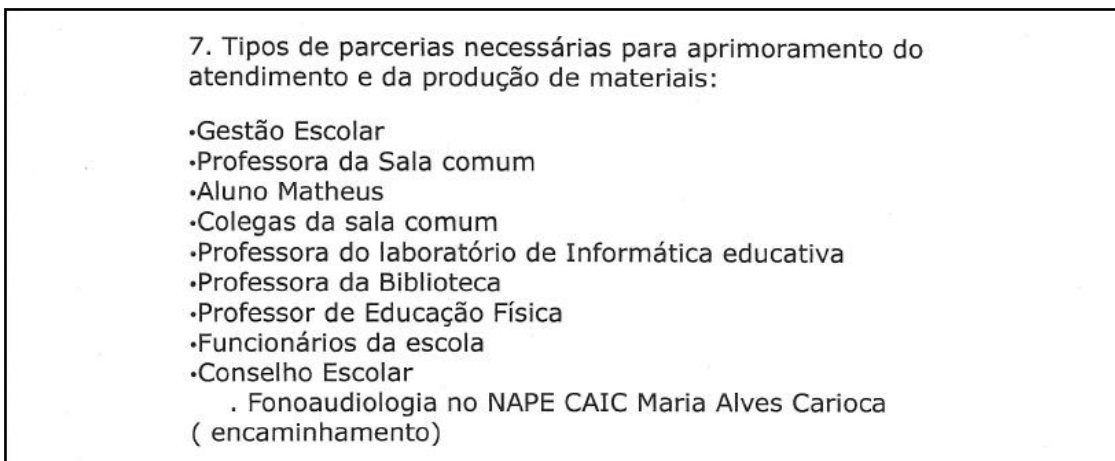 7. Tipos de parcerias necessárias para aprimoramento do
atendimento e da produção de materiais:
•Gestão Escolar
•Professora da Sala comum
•Aluno Matheus
•Colegas da sala comum
•Professora do laboratório de Informática educativa
•Professora da Biblioteca
•Professor de Educação Física
•Funcionários da escola
•Conselho Escolar
. Fonoaudiologia no NAPE CAIC Maria Alves Carioca
( encaminhamento)